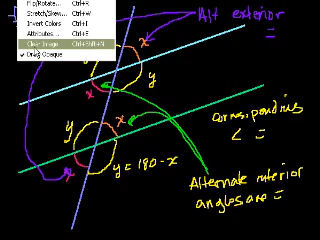 Flip/Rotate... Ctrl+R
Stretch/Skew... Ctrl+W
Invert Colors Ctrl+I
Attributes... Ctrl+E
Clear Image Ctrl+Shft+N
Draw Opaque
Alt exterior
=
x
y
y
x
corresponding
< =
y
x
x
y = 180 - x
Alternate interior
angles are =